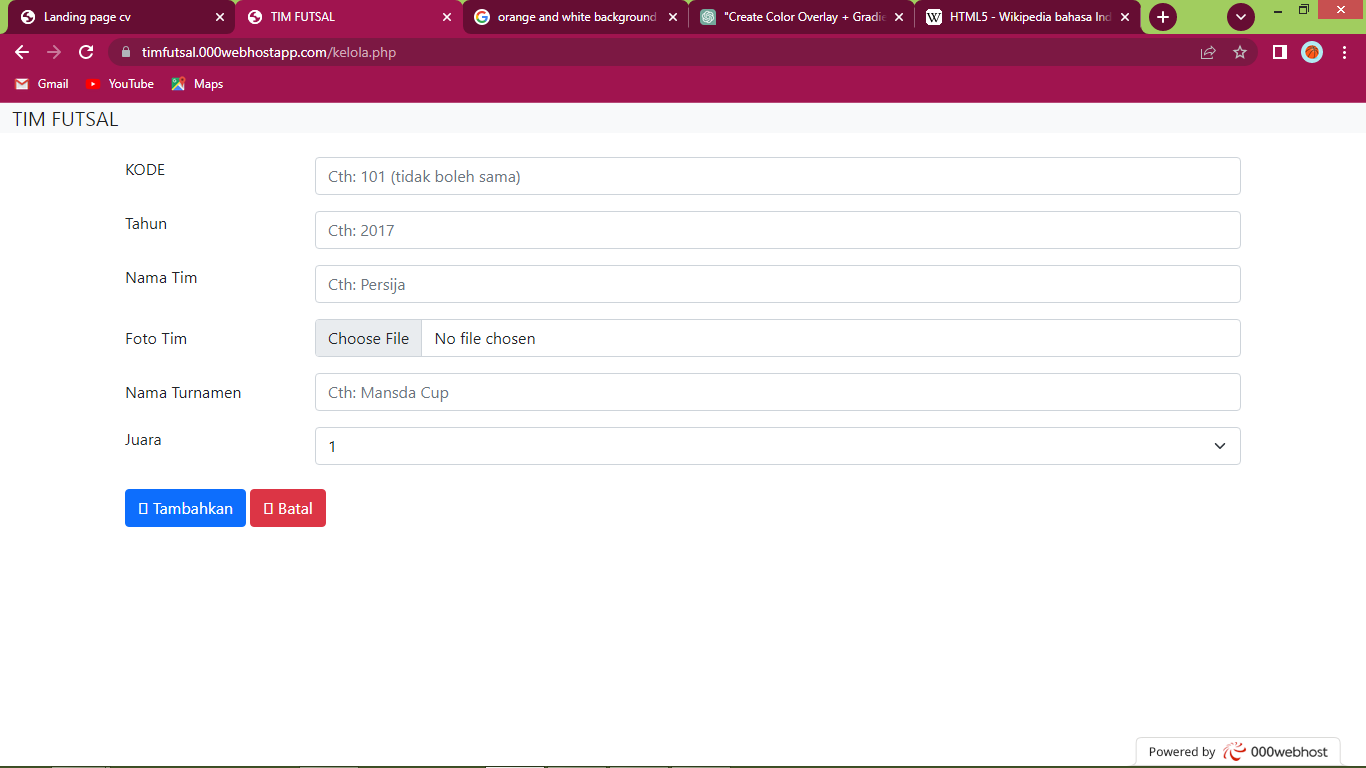 Landing page cv
TIM FUTSAL
orange and white background
"Create Color Overlay + Gradie
HTML5 - Wikipedia bahasa Ind
timfutsal.000webhostapp.com/kelola.php
Gmail
YouTube
Maps
TIM FUTSAL
KODE
Cth: 101 (tidak boleh sama)
Tahun
Cth: 2017
Nama Tim
Cth: Persija
Foto Tim
Choose File
No file chosen
Nama Turnamen
Cth: Mansda Cup
Juara
1
Tambahkan
Batal
Powered by
000webhost